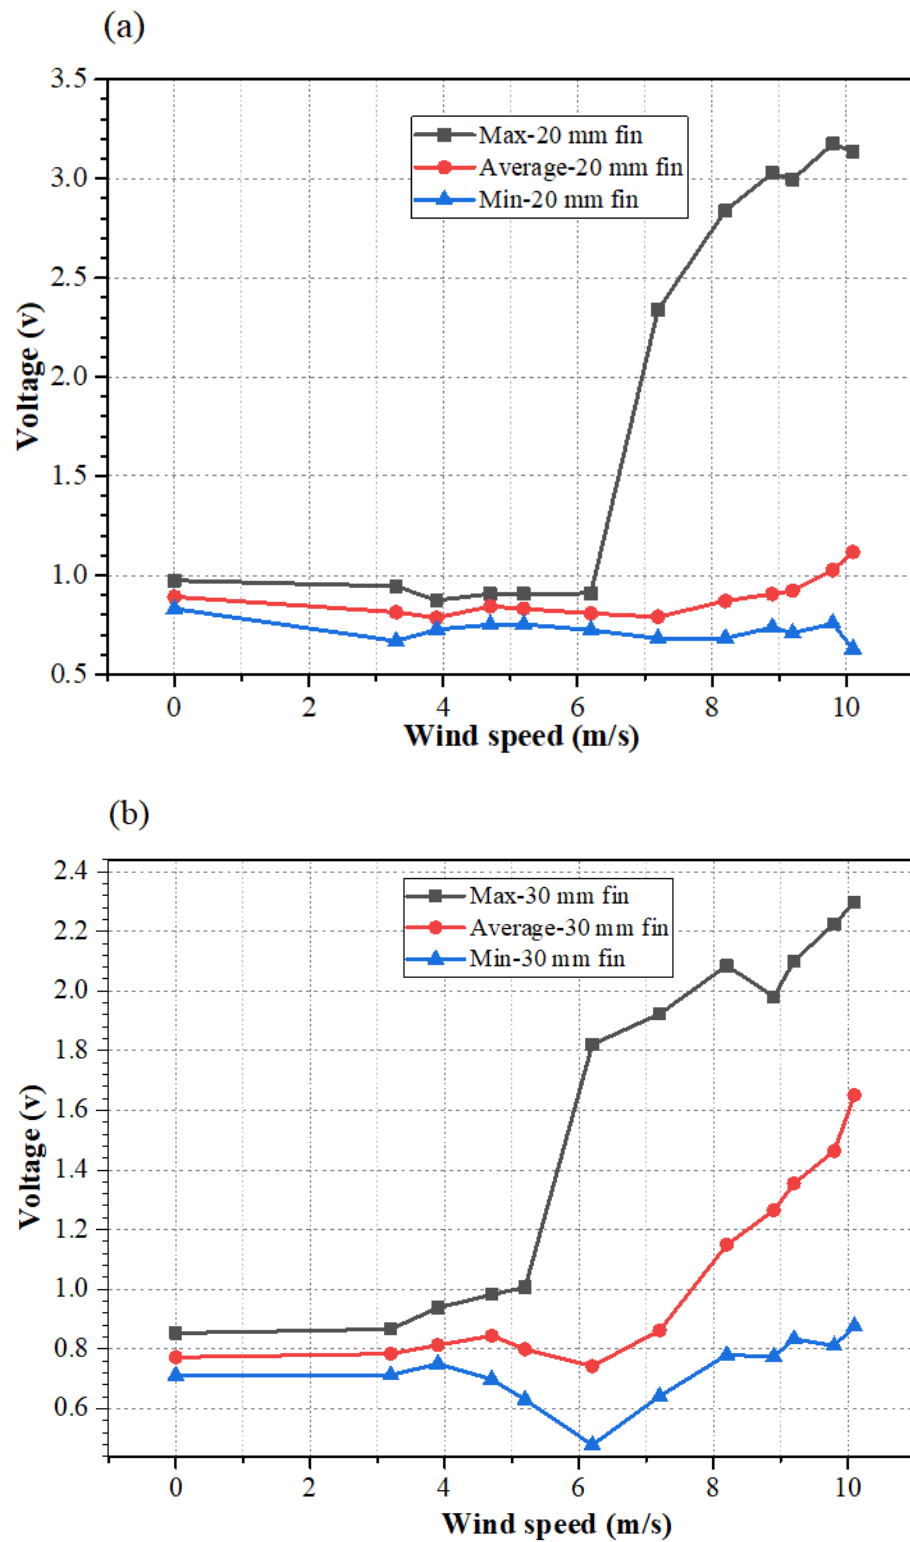 (a)
3.5
3.0
2.5
2.0
1.5
1.0
0.5
Voltage (v)
Max-20 mm fin
Average-20 mm fin
Min-20 mm fin
0 2 4 6 8 10
Wind speed (m/s)
(b)
2.4
2.2
2.0
1.8
1.6
1.4
1.2
1.0
0.8
0.6
Voltage (v)
Max-30 mm fin
Average-30 mm fin
Min-30 mm fin
0 2 4 6 8 10
Wind speed (m/s)